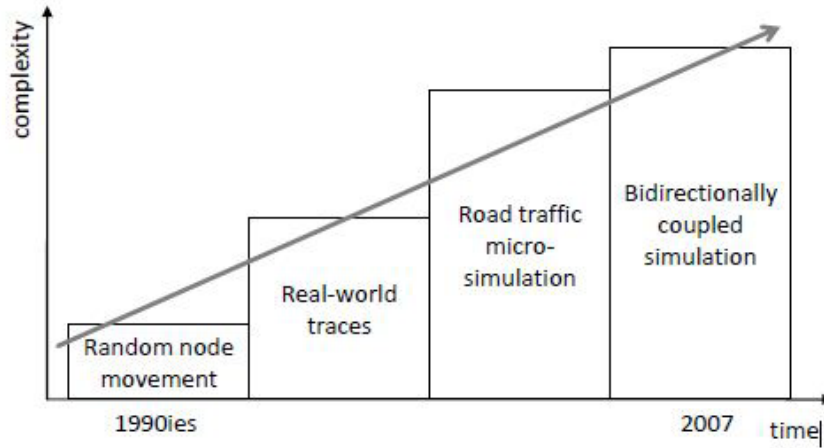 complexity
Random node
movement
Real-world
traces
Road traffic
micro-
simulation
Bidirectionally
coupled
simulation
1990ies
2007
time